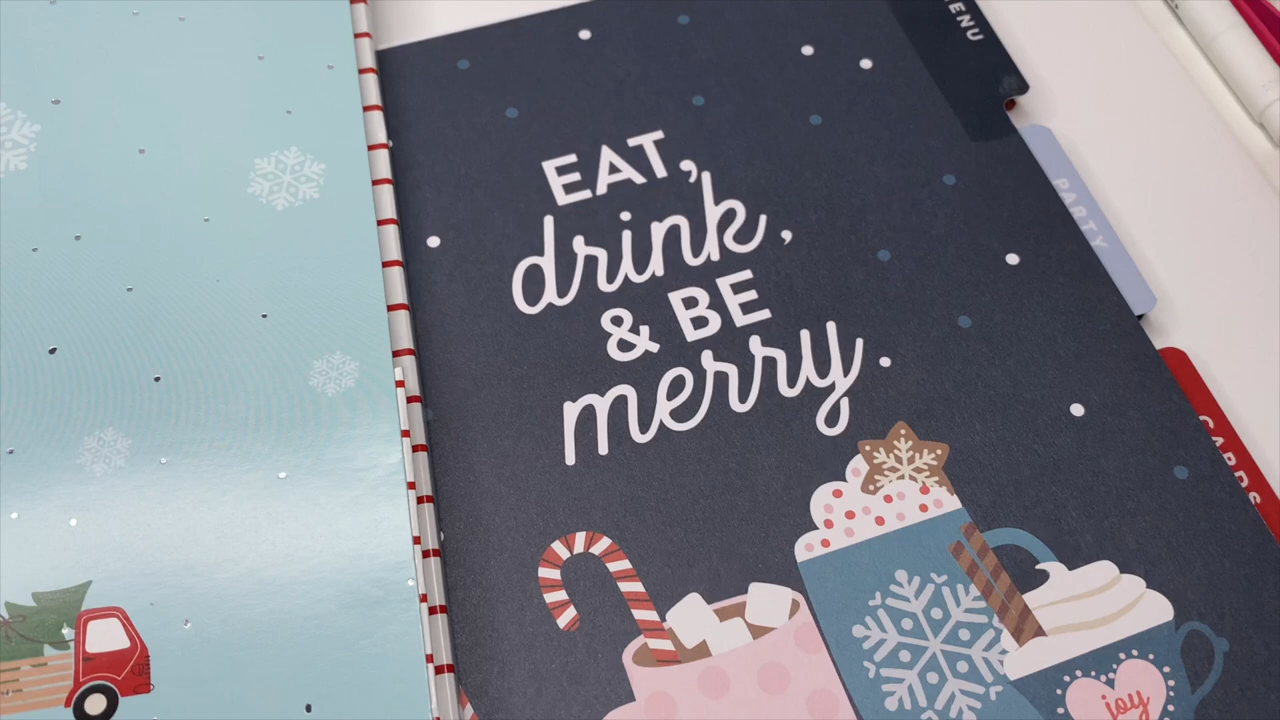 MENU
PARTY
CARDS
EAT,
drink,
& BE
merry.
joy